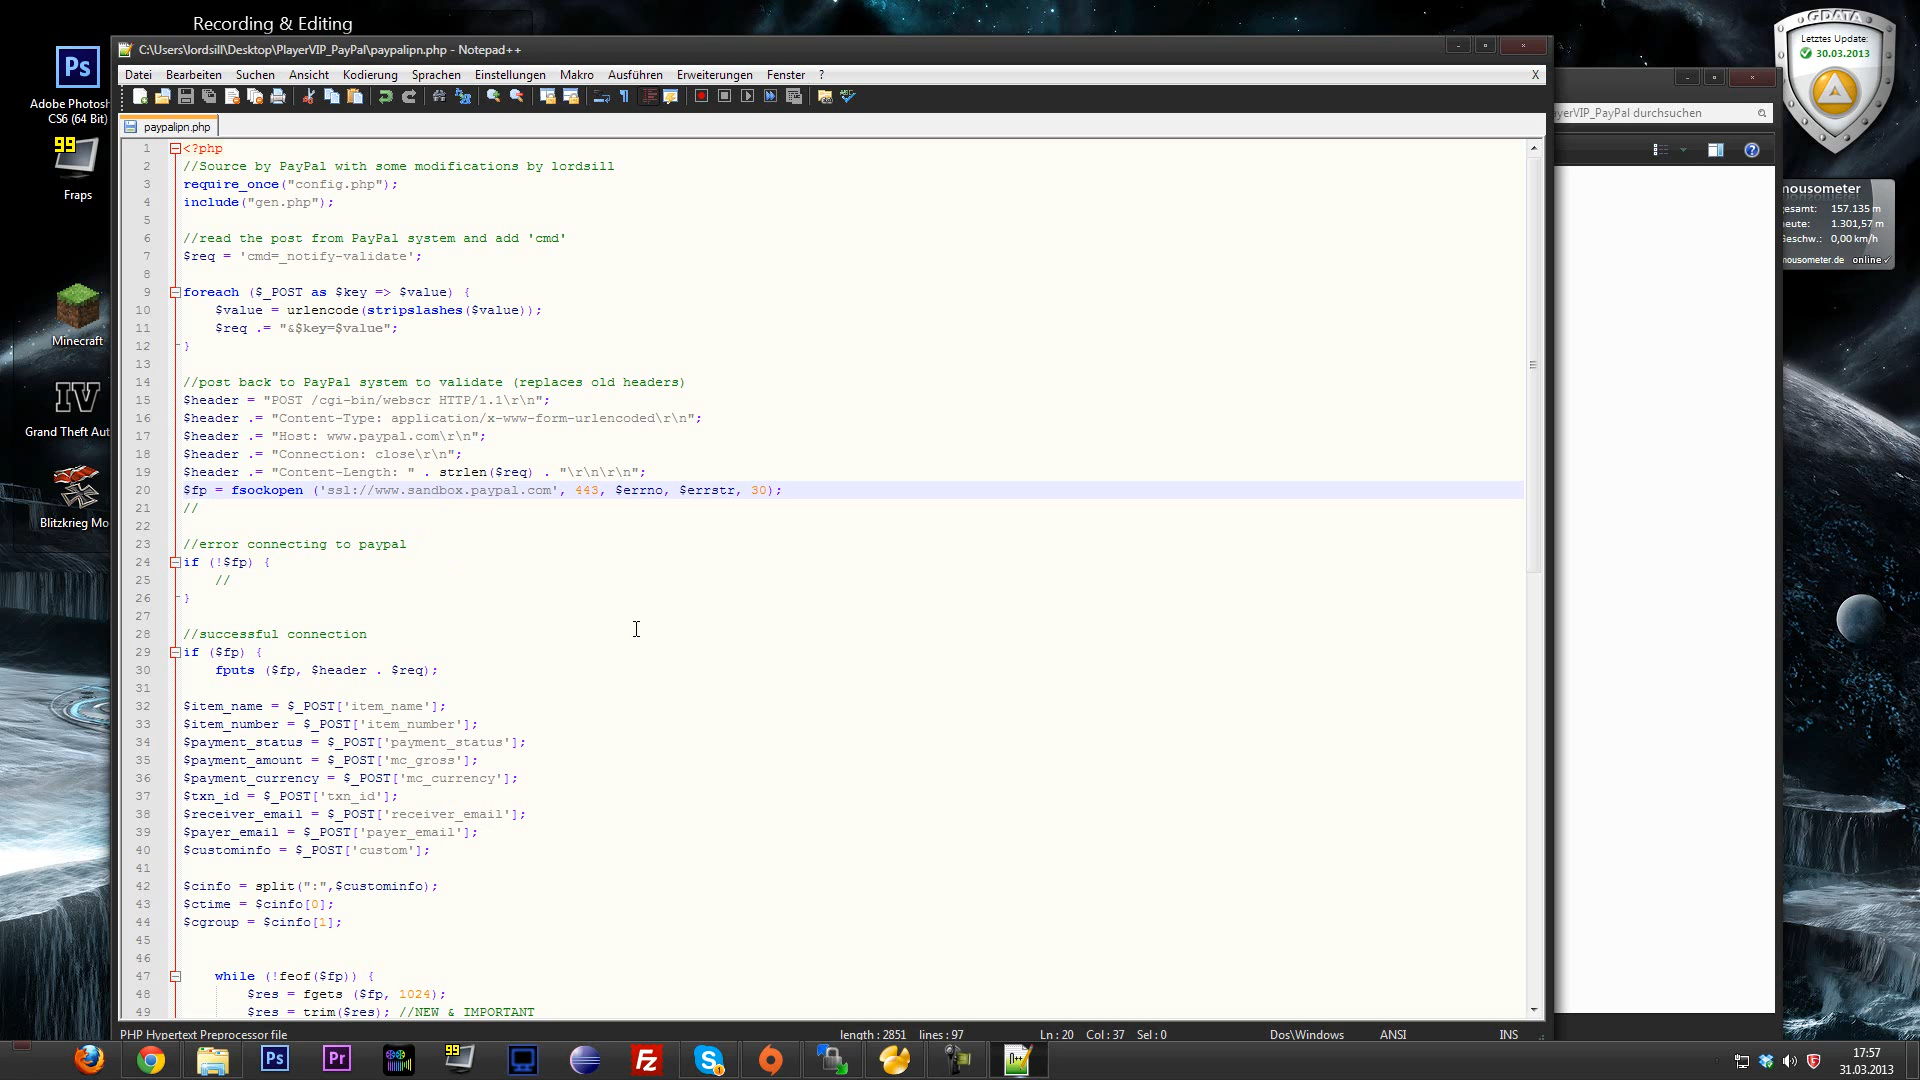 Recording & Editing
C:\Users\lordsill\Desktop\PlayerVIP_PayPal\paypalipn.php - Notepad++
Datei Bearbeiten Suchen Ansicht Kodierung Sprachen Einstellungen Makro Ausführen Erweiterungen Fenster ? X
paypalipn.php
1 <?php
2 //Source by PayPal with some modifications by lordsill
3 require_once("config.php");
4 include("gen.php");
5
6 //read the post from PayPal system and add 'cmd'
7 $req = 'cmd=_notify-validate';
8
9 foreach ($_POST as $key => $value) {
10 $value = urlencode(stripslashes($value));
11 $req .= "&$key=$value";
12 }
13
14 //post back to PayPal system to validate (replaces old headers)
15 $header = "POST /cgi-bin/webscr HTTP/1.1\r\n";
16 $header .= "Content-Type: application/x-www-form-urlencoded\r\n";
17 $header .= "Host: www.paypal.com\r\n";
18 $header .= "Connection: close\r\n";
19 $header .= "Content-Length: " . strlen($req) . "\r\n\r\n";
20 $fp = fsockopen ('ssl://www.sandbox.paypal.com', 443, $errno, $errstr, 30);
21 //
22
23 //error connecting to paypal
24 if (!$fp) {
25 //
26 }
27
28 //successful connection
29 if ($fp) {
30 fputs ($fp, $header . $req);
31
32 $item_name = $_POST['item_name'];
33 $item_number = $_POST['item_number'];
34 $payment_status = $_POST['payment_status'];
35 $payment_amount = $_POST['mc_gross'];
36 $payment_currency = $_POST['mc_currency'];
37 $txn_id = $_POST['txn_id'];
38 $receiver_email = $_POST['receiver_email'];
39 $payer_email = $_POST['payer_email'];
40 $custominfo = $_POST['custom'];
41
42 $cinfo = split(":",$custominfo);
43 $ctime = $cinfo[0];
44 $cgroup = $cinfo[1];
45
46
47 while (!feof($fp)) {
48 $res = fgets ($fp, 1024);
49 $res = trim($res); //NEW & IMPORTANT
PHP Hypertext Preprocessor file length : 2851 lines : 97 Ln : 20 Col : 37 Sel : 0 Dos\Windows ANSI INS
Ps
Adobe Photosh
CS6 (64 Bit)
99
Fraps
Minecraft
IV
Grand Theft Aut
Blitzkrieg Mo
GDATA
Letztes Update:
30.03.2013
yerVIP_PayPal durchsuchen
mousometer
gesamt: 157.135 m
heute: 1.301,57 m
Geschw.: 0,00 km/h
mousometer.de online ✓
Ps
Pr
99
Fz
17:57
31.03.2013